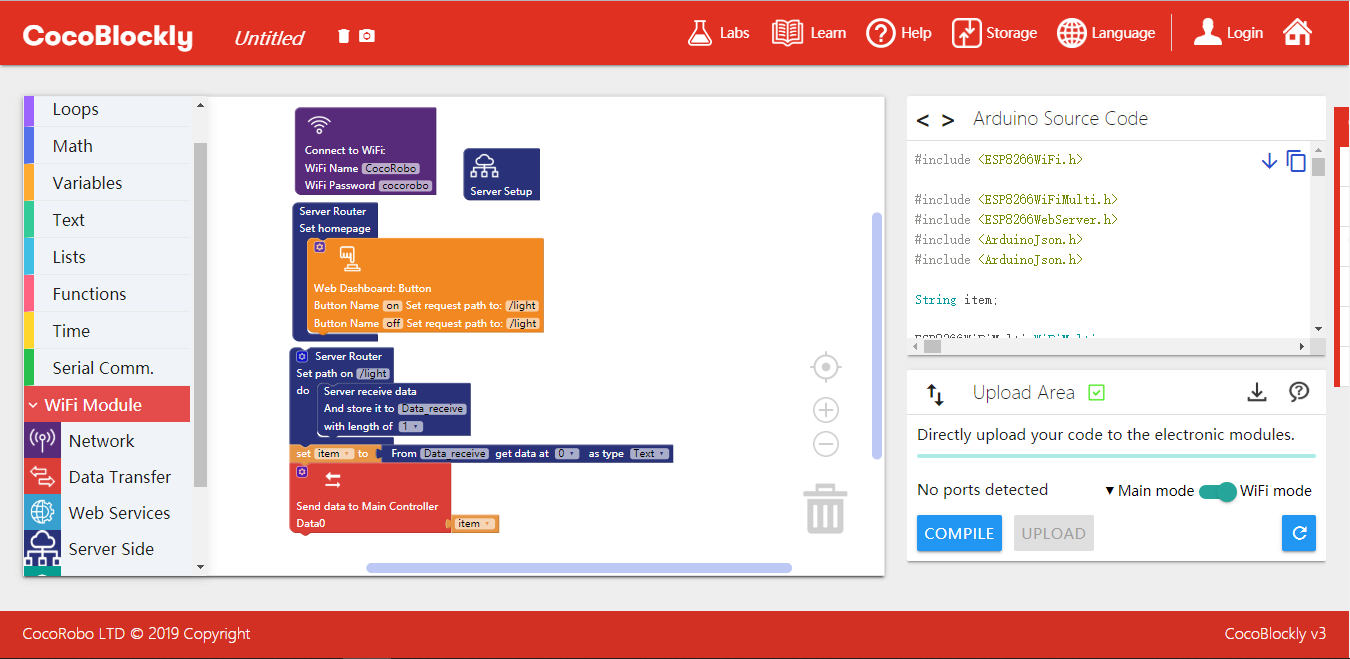 CocoBlockly
Untitled
Labs
Learn
Help
Storage
Language
Login
Loops
Math
Variables
Text
Lists
Functions
Time
Serial Comm.
WiFi Module
Network
Data Transfer
Web Services
Server Side
Connect to WiFi:
WiFi Name CocoRobo
WiFi Password cocorobo
Server Setup
Server Router
Set homepage
Web Dashboard: Button
Button Name on Set request path to: /light
Button Name off Set request path to: /light
Server Router
Set path on /light
do Server receive data
And store it to Data_receive
with length of 1
set item to From Data_receive get data at 0 as type Text
Send data to Main Controller
Data0 item
< > Arduino Source Code
#include <ESP8266WiFi.h>
#include <ESP8266WiFiMulti.h>
#include <ESP8266WebServer.h>
#include <ArduinoJson.h>
#include <ArduinoJson.h>
String item;
Upload Area
Directly upload your code to the electronic modules.
No ports detected
Main mode WiFi mode
COMPILE UPLOAD
CocoRobo LTD © 2019 Copyright
CocoBlockly v3